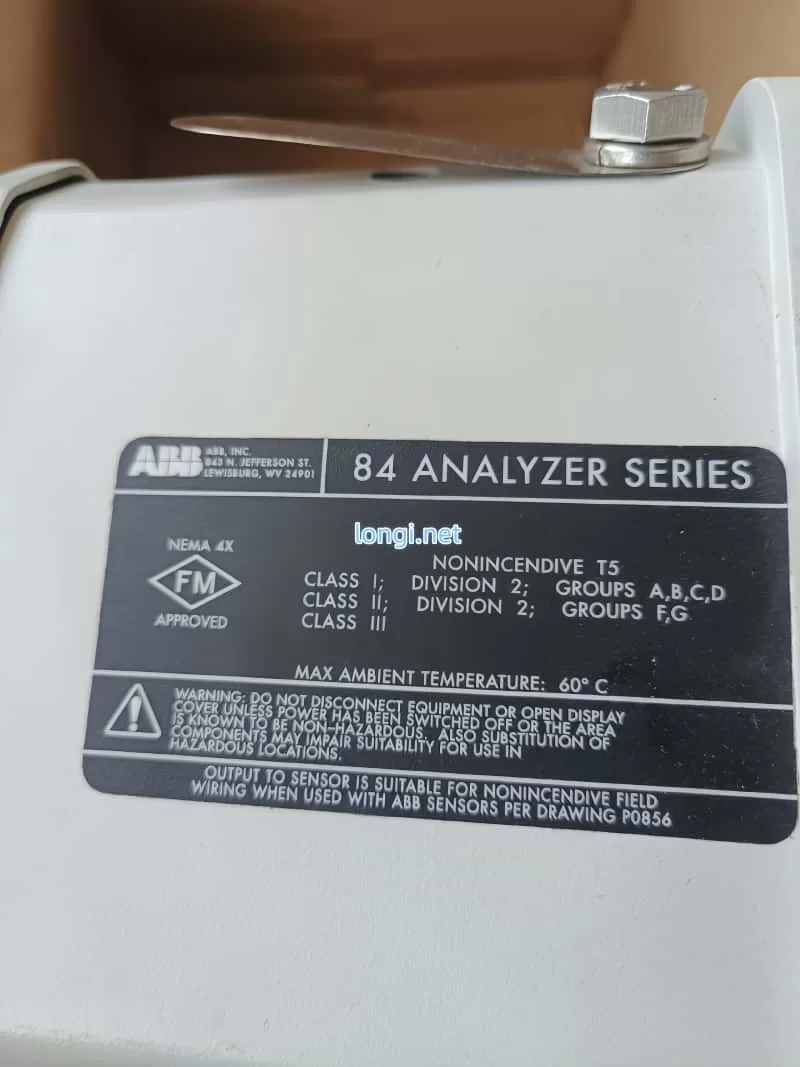 ABB
ABB, INC.
843 N. JEFFERSON ST.
LEWISBURG, WV 24901
84 ANALYZER SERIES
longi.net
NEMA 4X
FM
APPROVED
NONINCENDIVE T5
CLASS I; DIVISION 2; GROUPS A,B,C,D
CLASS II; DIVISION 2; GROUPS F,G
CLASS III
MAX AMBIENT TEMPERATURE: 60° C
WARNING: DO NOT DISCONNECT EQUIPMENT OR OPEN DISPLAY
COVER UNLESS POWER HAS BEEN SWITCHED OFF OR THE AREA
IS KNOWN TO BE NON-HAZARDOUS. ALSO SUBSTITUTION OF
COMPONENTS MAY IMPAIR SUITABILITY FOR USE IN
HAZARDOUS LOCATIONS.
OUTPUT TO SENSOR IS SUITABLE FOR NONINCENDIVE FIELD
WIRING WHEN USED WITH ABB SENSORS PER DRAWING P0856